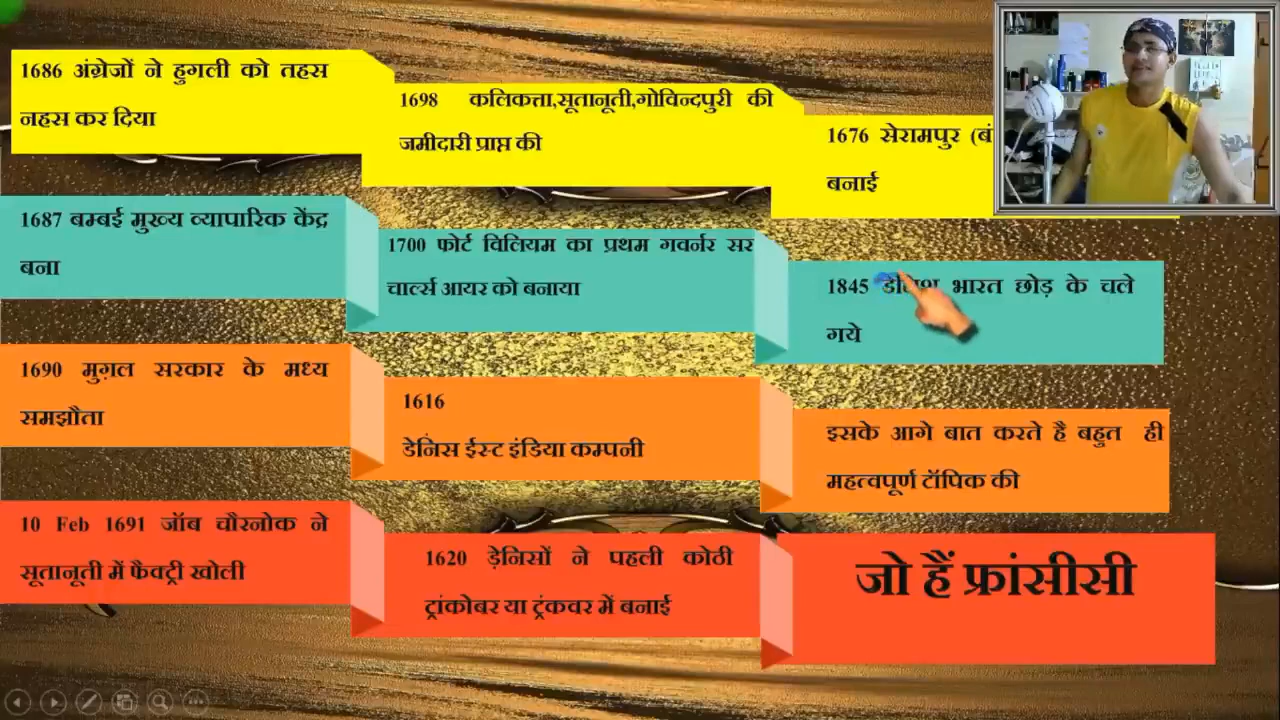 1686 अंग्रेजों ने हुगली को तहस
नहस कर दिया
1687 बम्बई मुख्य व्यापारिक केंद्र
बना
1690 मुग़ल सरकार के मध्य
समझौता
10 Feb 1691 जॉब चौरनोक ने
सूतानूती में फैक्ट्री खोली
1698 कलिकत्ता,सूतानूती,गोविन्दपुरी की
जमीदारी प्राप्त की
1700 फोर्ट विलियम का प्रथम गवर्नर सर
चार्ल्स आयर को बनाया
1616
डेनिंस ईस्ट इंडिया कम्पनी
1620 ड़ेनिसों ने पहली कोठी
ट्रांकोबर या ट्रंकवर में बनाई
1676 सेरामपुर
बनाई
1845 भारत छोड़ के चले
गये
इसके आगे बात करते है बहुत ही
महत्वपूर्ण टॉपिक की
जो हैं फ्रांसीसी